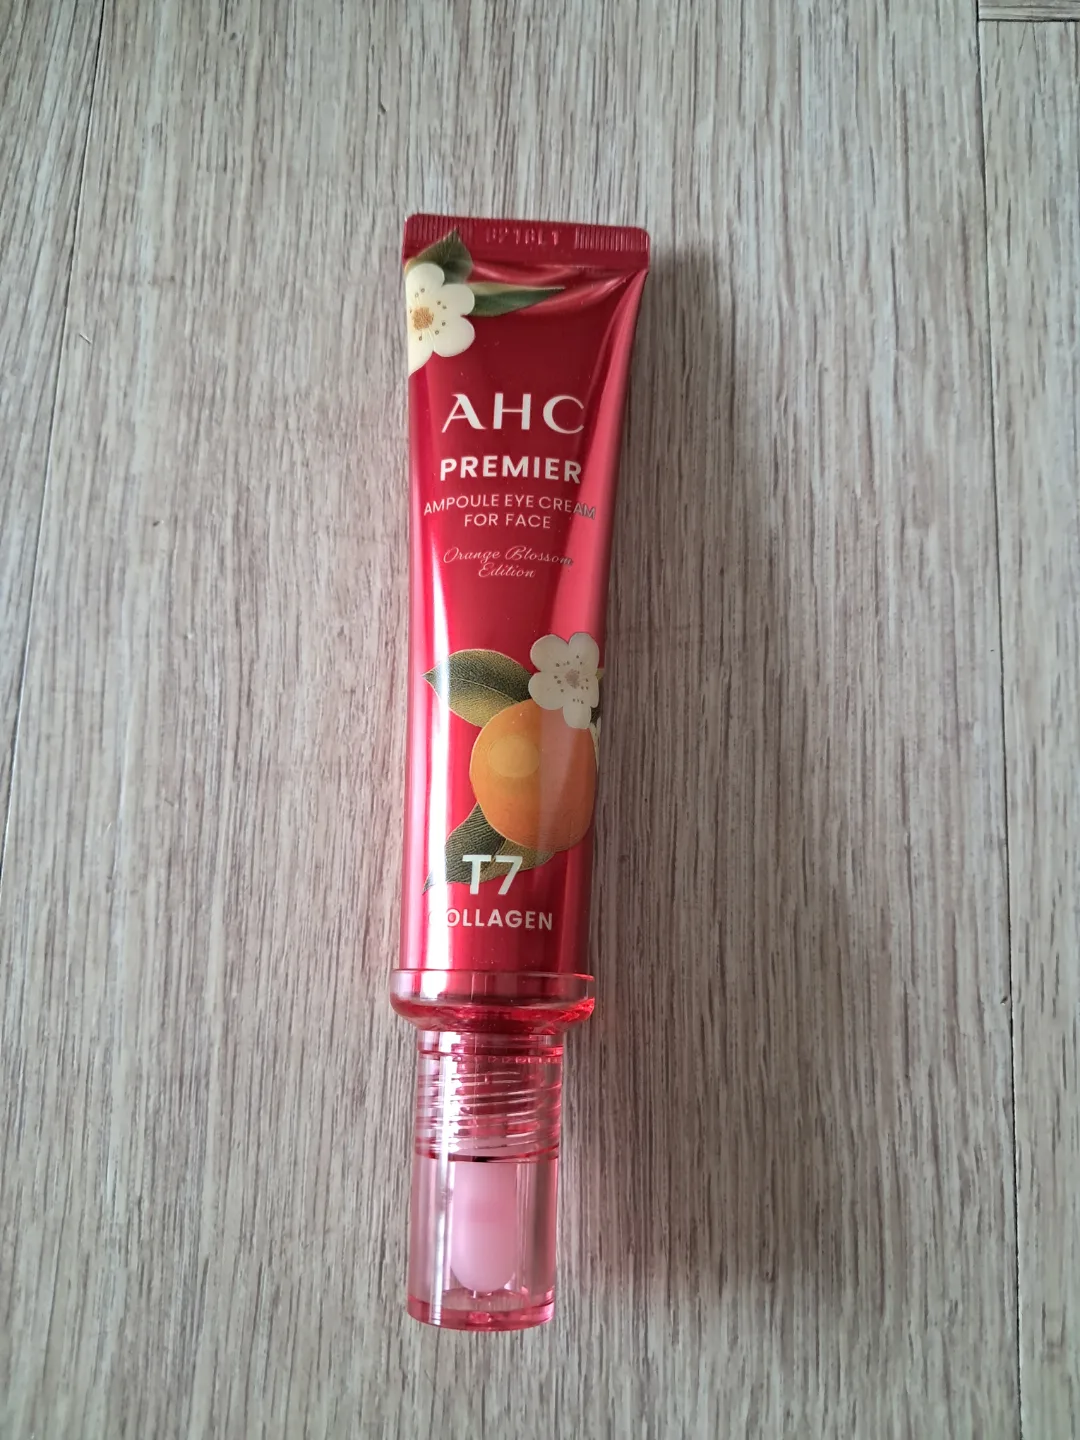 AHC
PREMIER
AMPOULE EYE CREAM
FOR FACE
Orange Blossom
Edition
T7
COLLAGEN